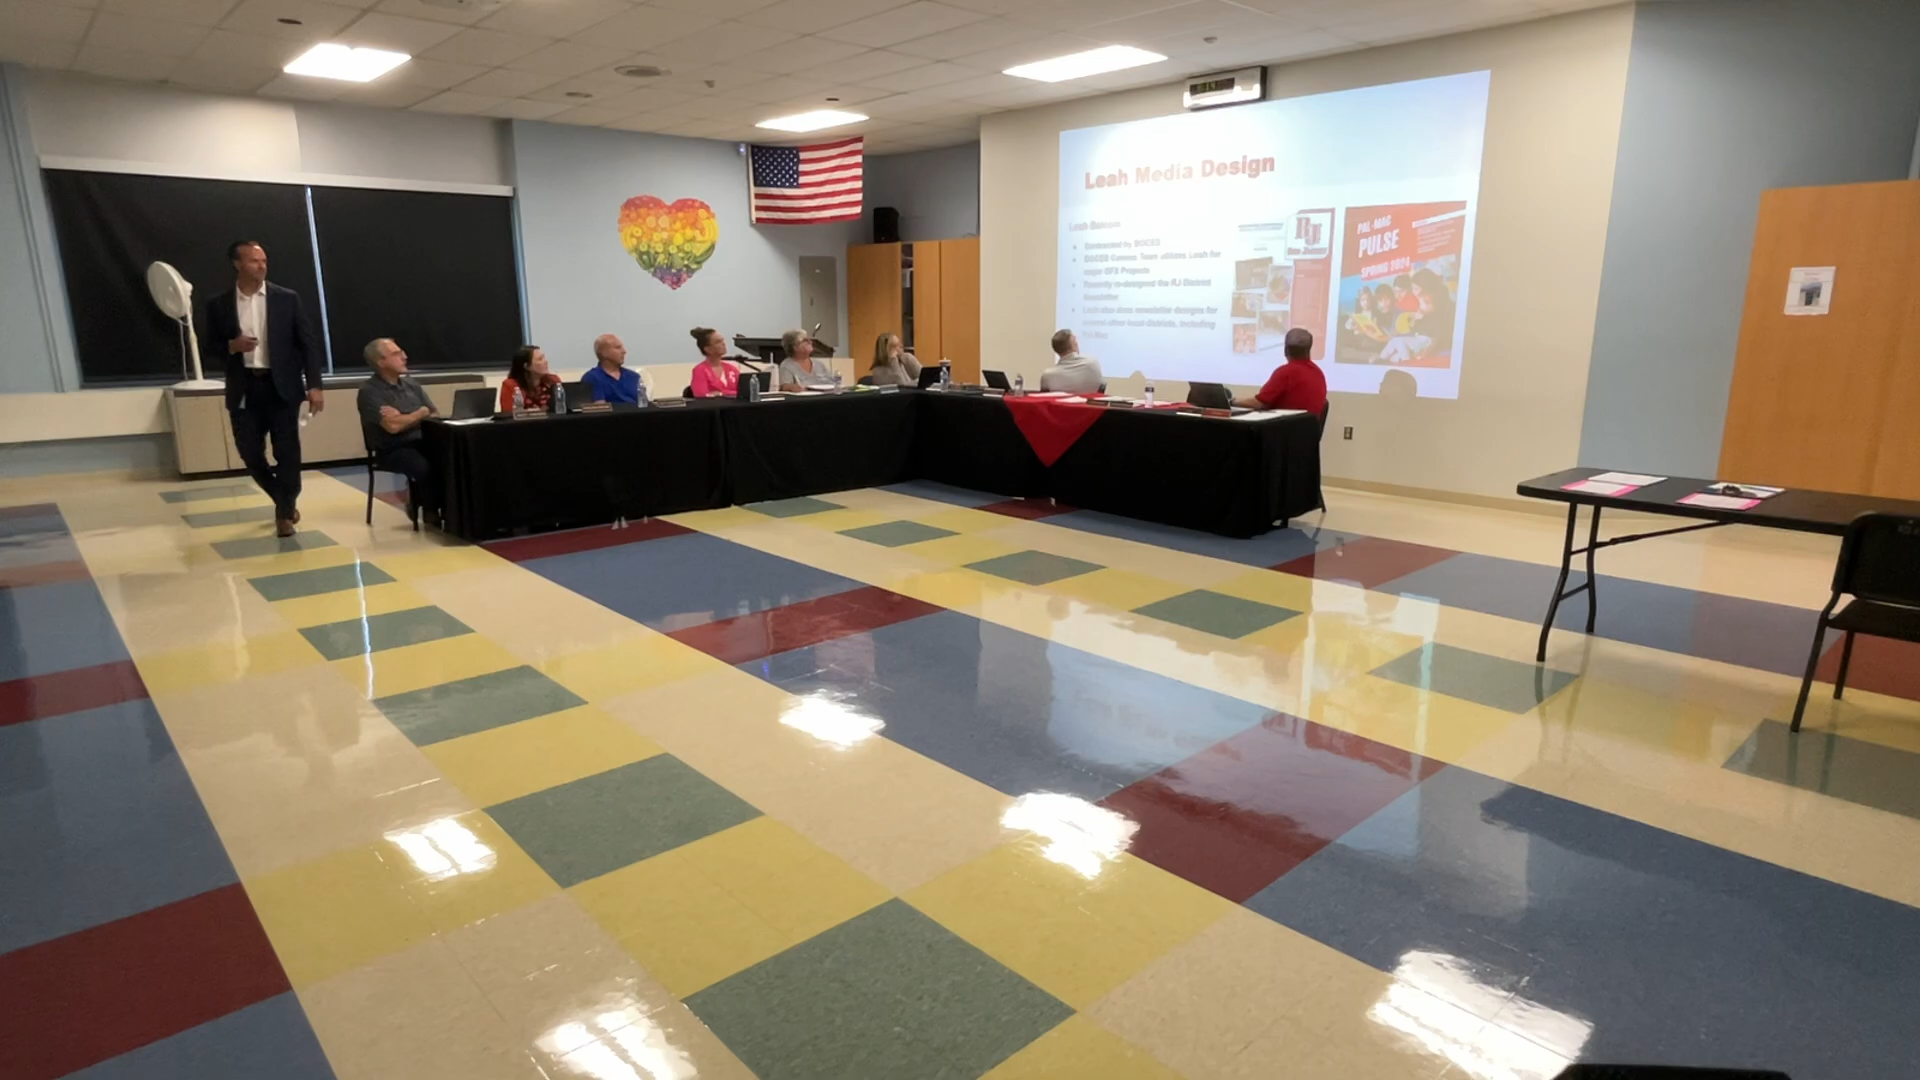 Leah Media Design
Leah
Contracted by BOCES
BOCES Comms Team utilizes Leah for
major GFX Projects
Recently re-designed the RJ District
Newsletter
Leah also does newsletter designs for
several other local districts, including
RJ
PAL-MAC
PULSE
SPRING 2024